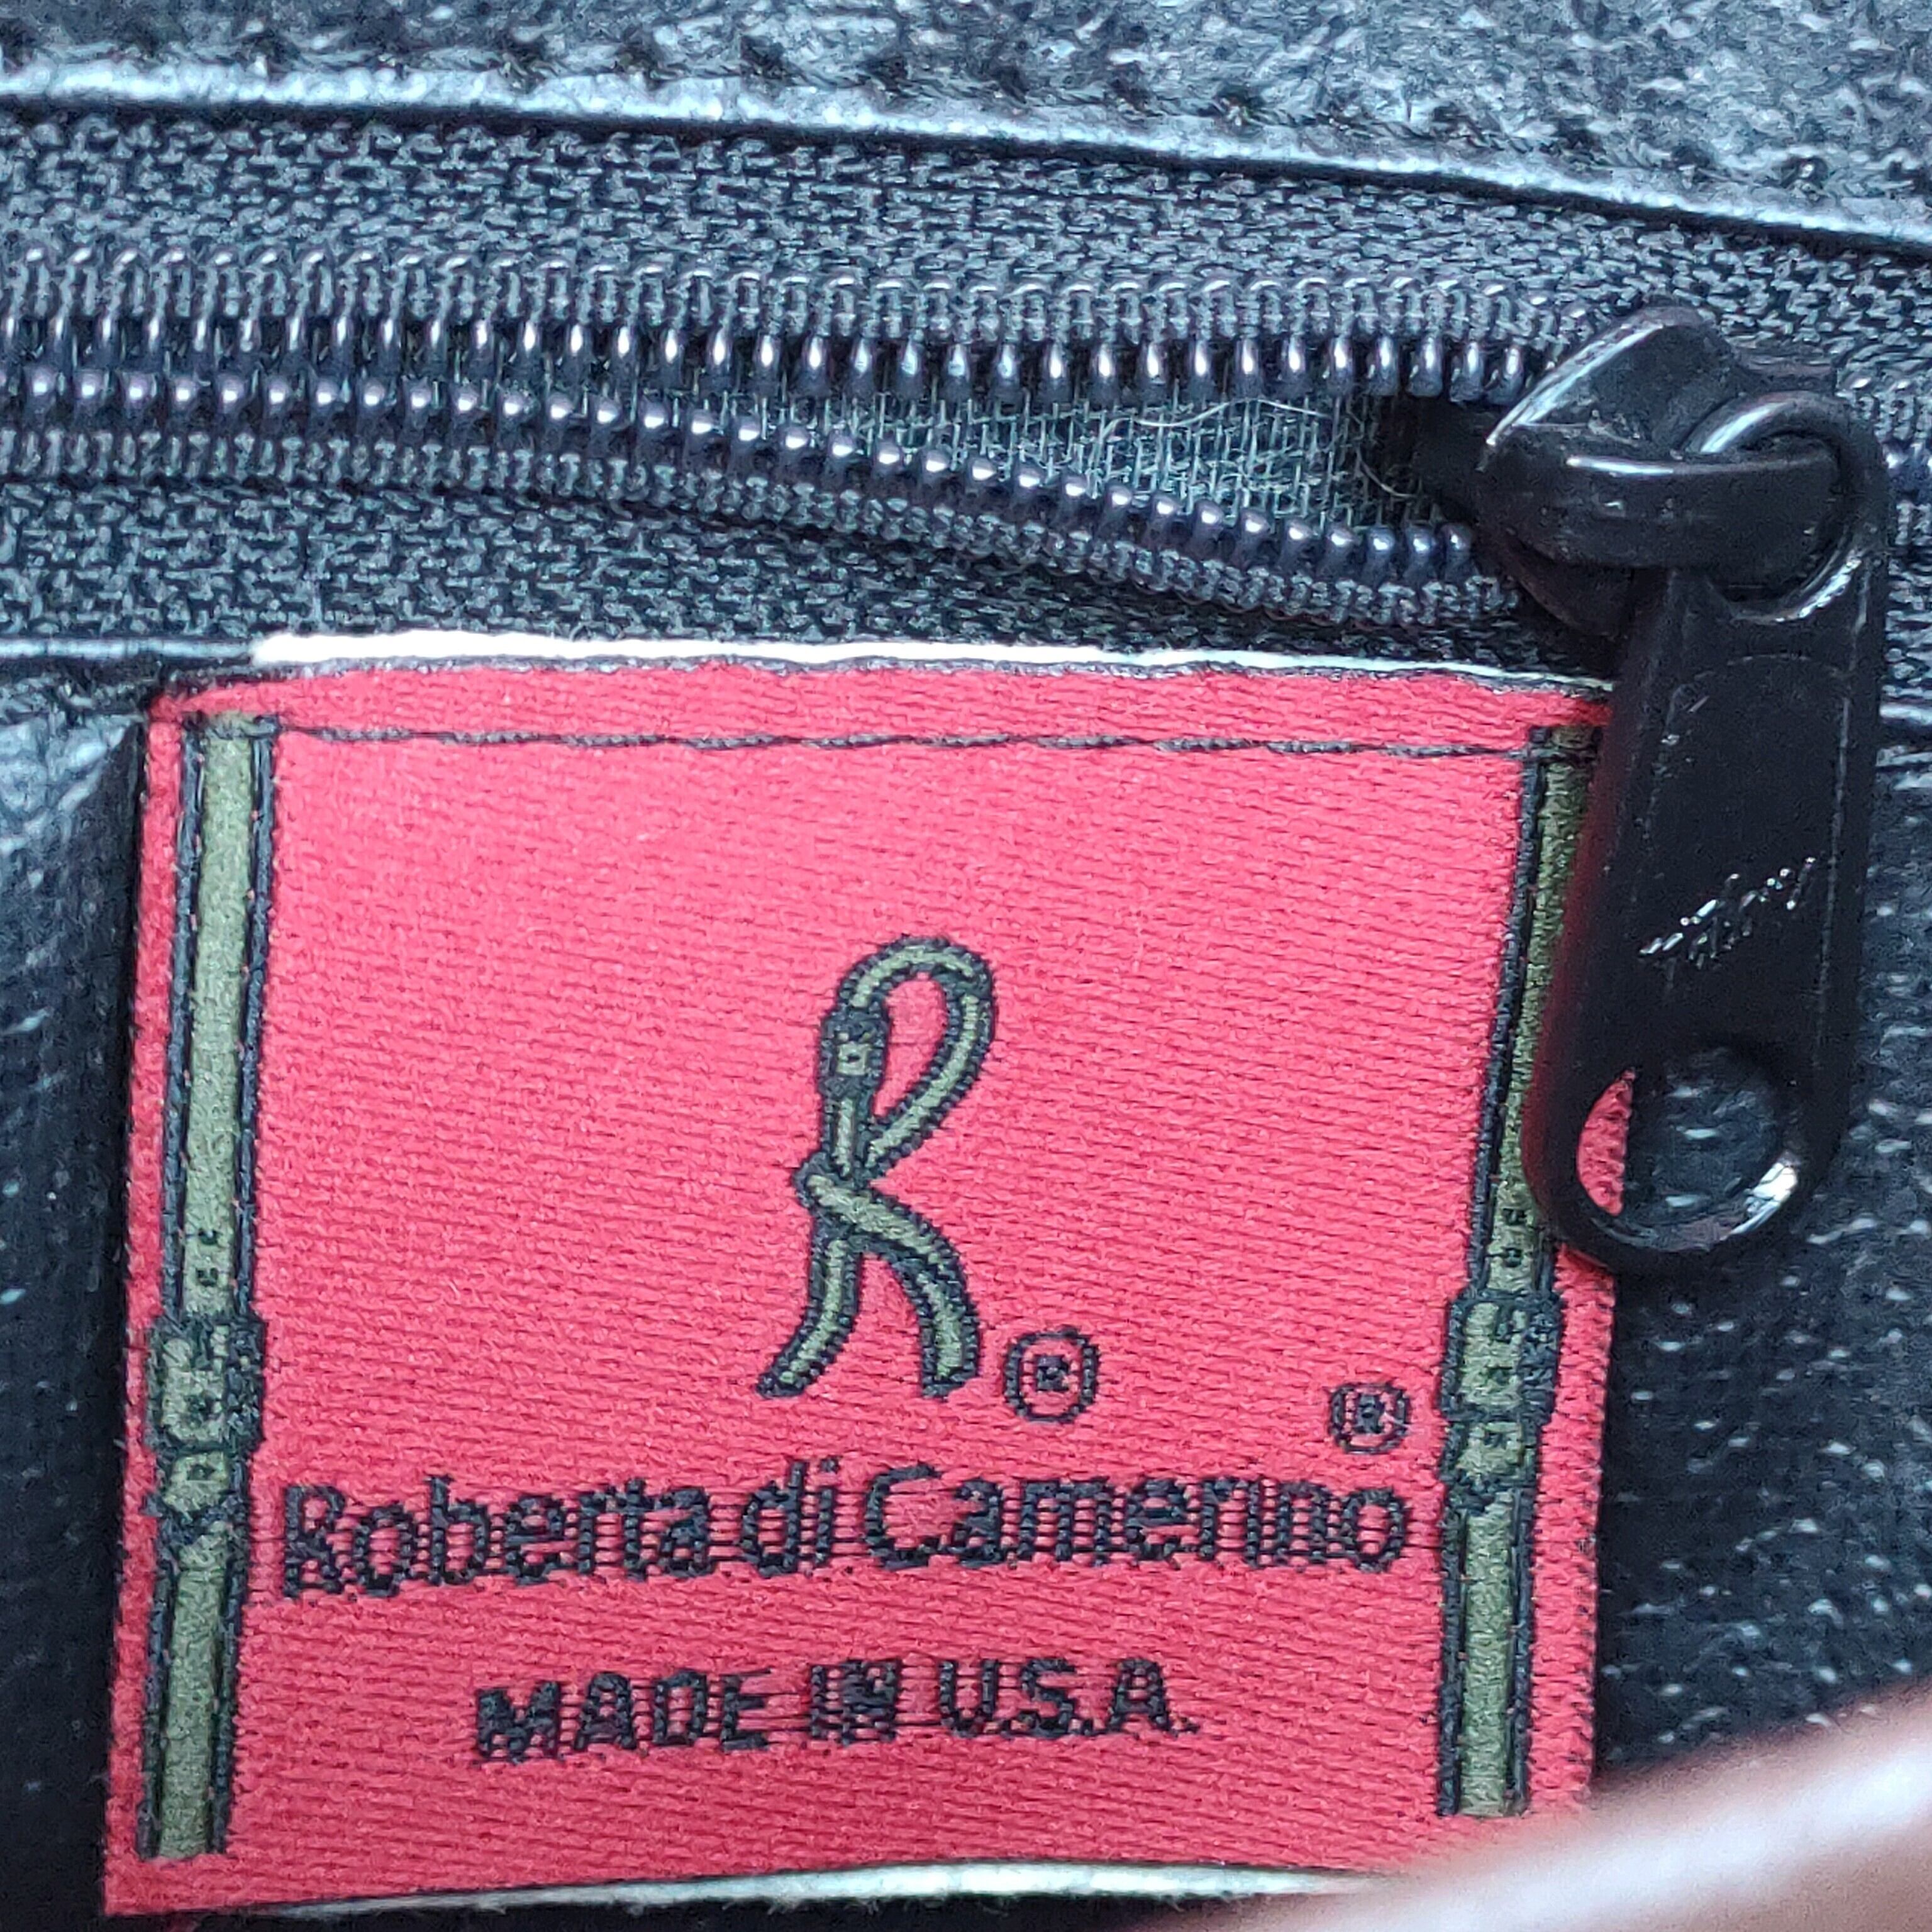 R®
®
Roberta di Camerino
MADE IN U.S.A.